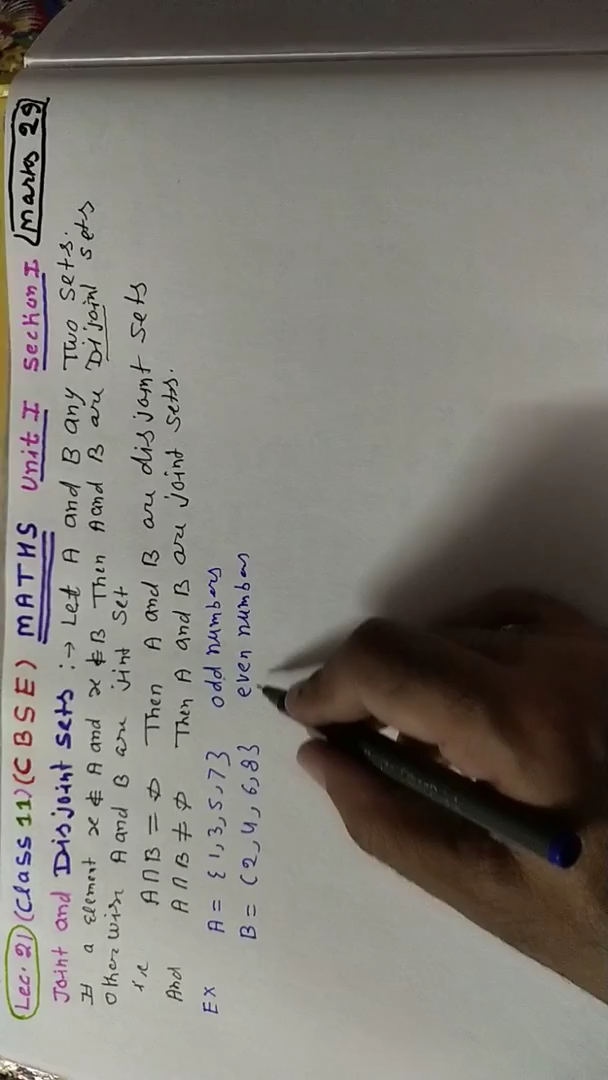 Lec. 21 (Class 11) (CBSE) MATHS Unit I Section I Marks 29
Joint and Disjoint sets :→ Let A and B any Two sets.
If a Element x ∉ A and x ∉ B Then A and B are Disjoint sets
Otherwise A and B are Jint Set
i.e A∩B = ϕ Then A and B are disjoint sets
And A∩B ≠ ϕ Then A and B are joint sets.
Ex A = {1,3,5,7} odd numbers
B = (2,4,6,8} even numbers